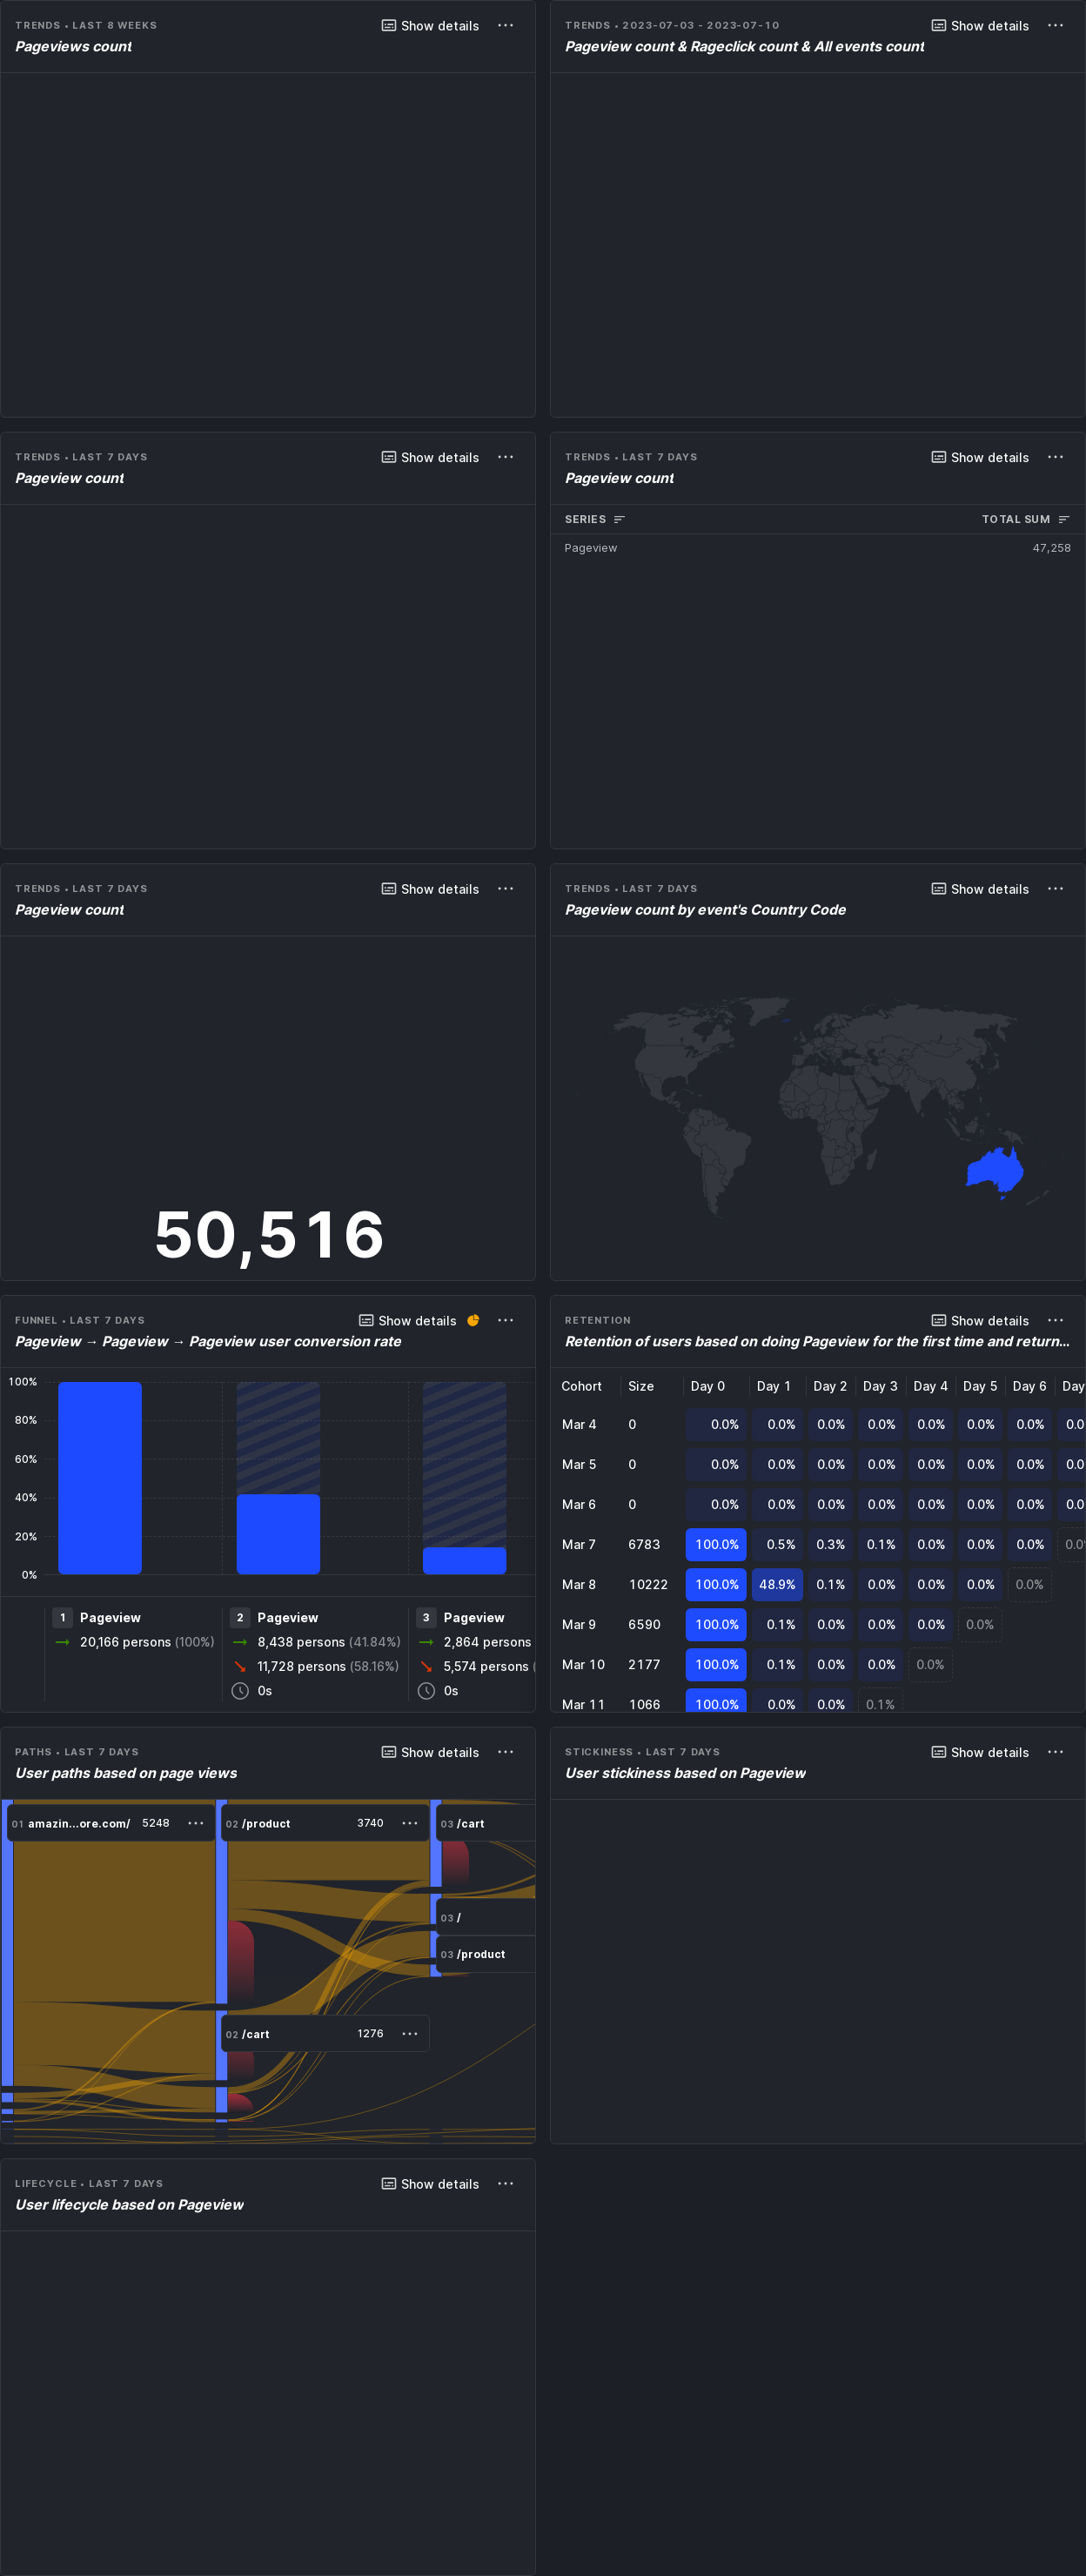 TRENDS • LAST 8 WEEKS
Show details
Pageviews count
TRENDS • 2023-07-03 - 2023-07-10
Show details
Pageview count & Rageclick count & All events count
TRENDS • LAST 7 DAYS
Show details
Pageview count
TRENDS • LAST 7 DAYS
Show details
Pageview count
SERIES TOTAL SUM
Pageview 47,258
TRENDS • LAST 7 DAYS
Show details
Pageview count
50,516
TRENDS • LAST 7 DAYS
Show details
Pageview count by event's Country Code
FUNNEL • LAST 7 DAYS
Show details
Pageview → Pageview → Pageview user conversion rate
100%
80%
60%
40%
20%
0%
1 Pageview
20,166 persons (100%)
2 Pageview
8,438 persons (41.84%)
11,728 persons (58.16%)
0s
3 Pageview
2,864 persons
5,574 persons (
0s
RETENTION
Show details
Retention of users based on doing Pageview for the first time and return...
Cohort Size Day 0 Day 1 Day 2 Day 3 Day 4 Day 5 Day 6 Day
Mar 4 0 0.0% 0.0% 0.0% 0.0% 0.0% 0.0% 0.0% 0.0
Mar 5 0 0.0% 0.0% 0.0% 0.0% 0.0% 0.0% 0.0% 0.0
Mar 6 0 0.0% 0.0% 0.0% 0.0% 0.0% 0.0% 0.0% 0.0
Mar 7 6783 100.0% 0.5% 0.3% 0.1% 0.0% 0.0% 0.0% 0.0%
Mar 8 10222 100.0% 48.9% 0.1% 0.0% 0.0% 0.0% 0.0%
Mar 9 6590 100.0% 0.1% 0.0% 0.0% 0.0% 0.0%
Mar 10 2177 100.0% 0.1% 0.0% 0.0% 0.0%
Mar 11 1066 100.0% 0.0% 0.0% 0.1%
PATHS • LAST 7 DAYS
Show details
User paths based on page views
01 amazin...ore.com/ 5248
02 /product 3740
03 /cart
03 /
03 /product
02 /cart 1276
STICKINESS • LAST 7 DAYS
Show details
User stickiness based on Pageview
LIFECYCLE • LAST 7 DAYS
Show details
User lifecycle based on Pageview